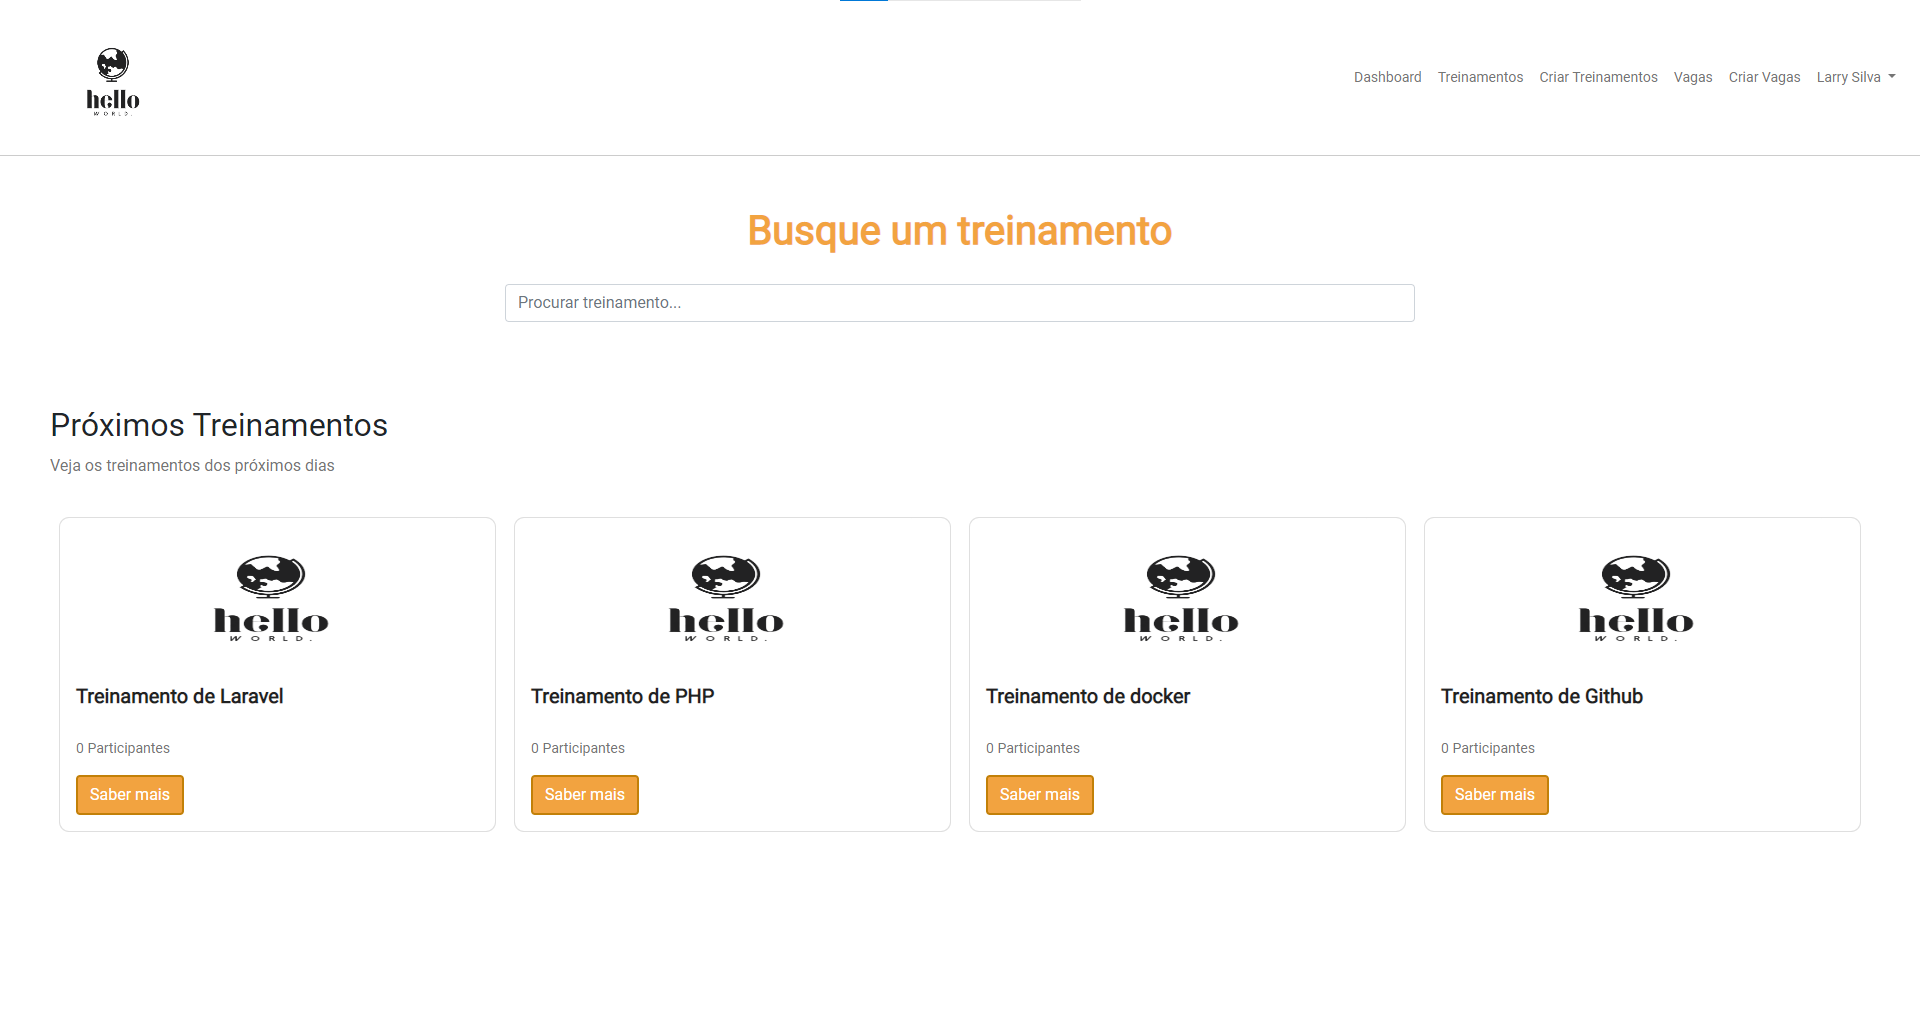 hello
WORLD.
Dashboard Treinamentos Criar Treinamentos Vagas Criar Vagas Larry Silva
Busque um treinamento
Procurar treinamento...
Próximos Treinamentos
Veja os treinamentos dos próximos dias
hello
WORLD.
Treinamento de Laravel
0 Participantes
Saber mais
hello
WORLD.
Treinamento de PHP
0 Participantes
Saber mais
hello
WORLD.
Treinamento de docker
0 Participantes
Saber mais
hello
WORLD.
Treinamento de Github
0 Participantes
Saber mais